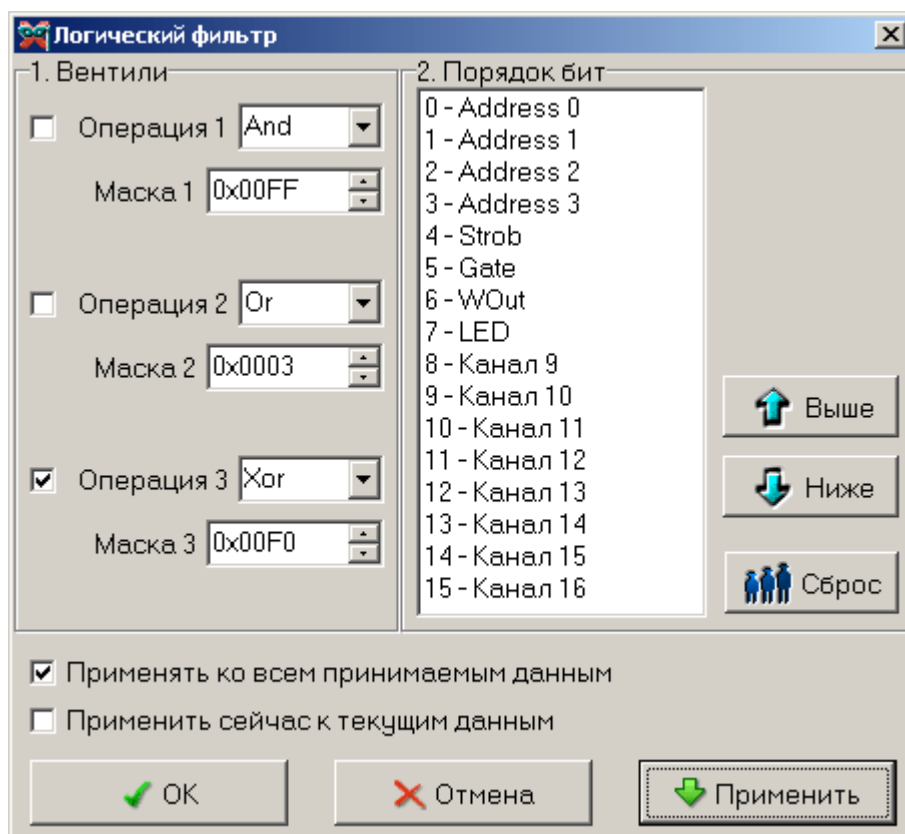 Логический фильтр
1. Вентили
Операция 1 And
Маска 1 0x00FF
Операция 2 Or
Маска 2 0x0003
Операция 3 Xor
Маска 3 0x00F0
2. Порядок бит
0 - Address 0
1 - Address 1
2 - Address 2
3 - Address 3
4 - Strob
5 - Gate
6 - WOut
7 - LED
8 - Канал 9
9 - Канал 10
10 - Канал 11
11 - Канал 12
12 - Канал 13
13 - Канал 14
14 - Канал 15
15 - Канал 16
Выше
Ниже
Сброс
Применять ко всем принимаемым данным
Применить сейчас к текущим данным
OK Отмена Применить